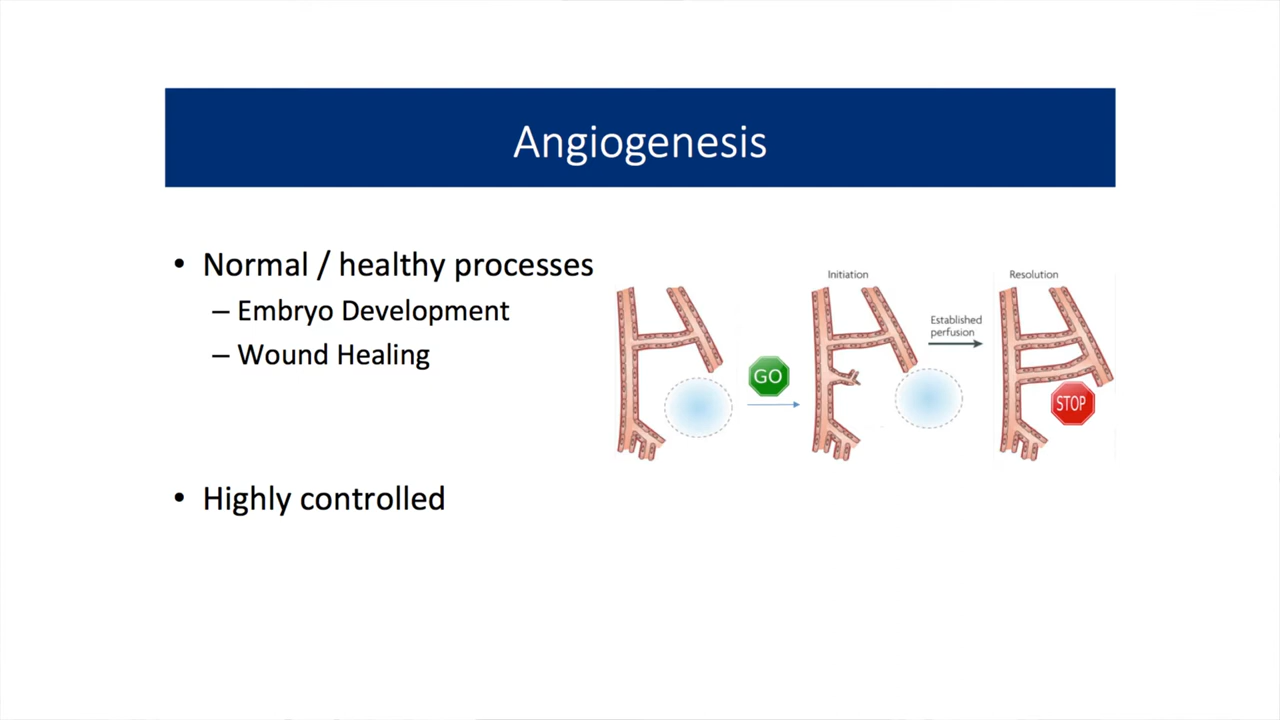 Angiogenesis
• Normal / healthy processes
– Embryo Development
– Wound Healing
• Highly controlled
GO
Initiation
Established
perfusion
Resolution
STOP